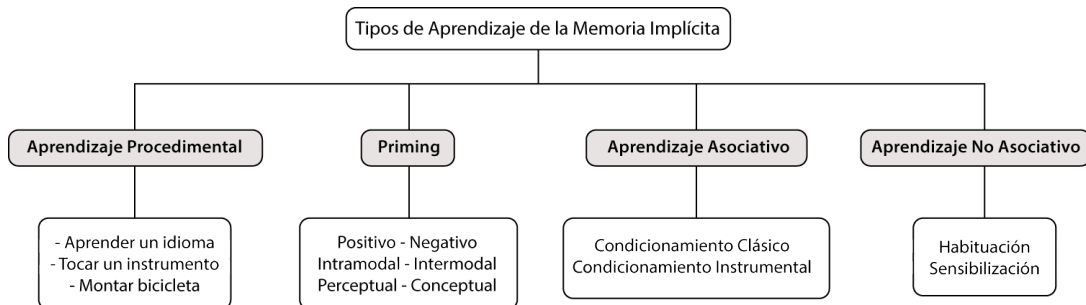 Tipos de Aprendizaje de la Memoria Implícita
Aprendizaje Procedimental
Priming
Aprendizaje Asociativo
Aprendizaje No Asociativo
- Aprender un idioma
- Tocar un instrumento
- Montar bicicleta
Positivo - Negativo
Intramodal - Intermodal
Perceptual - Conceptual
Condicionamiento Clásico
Condicionamiento Instrumental
Habituación
Sensibilización